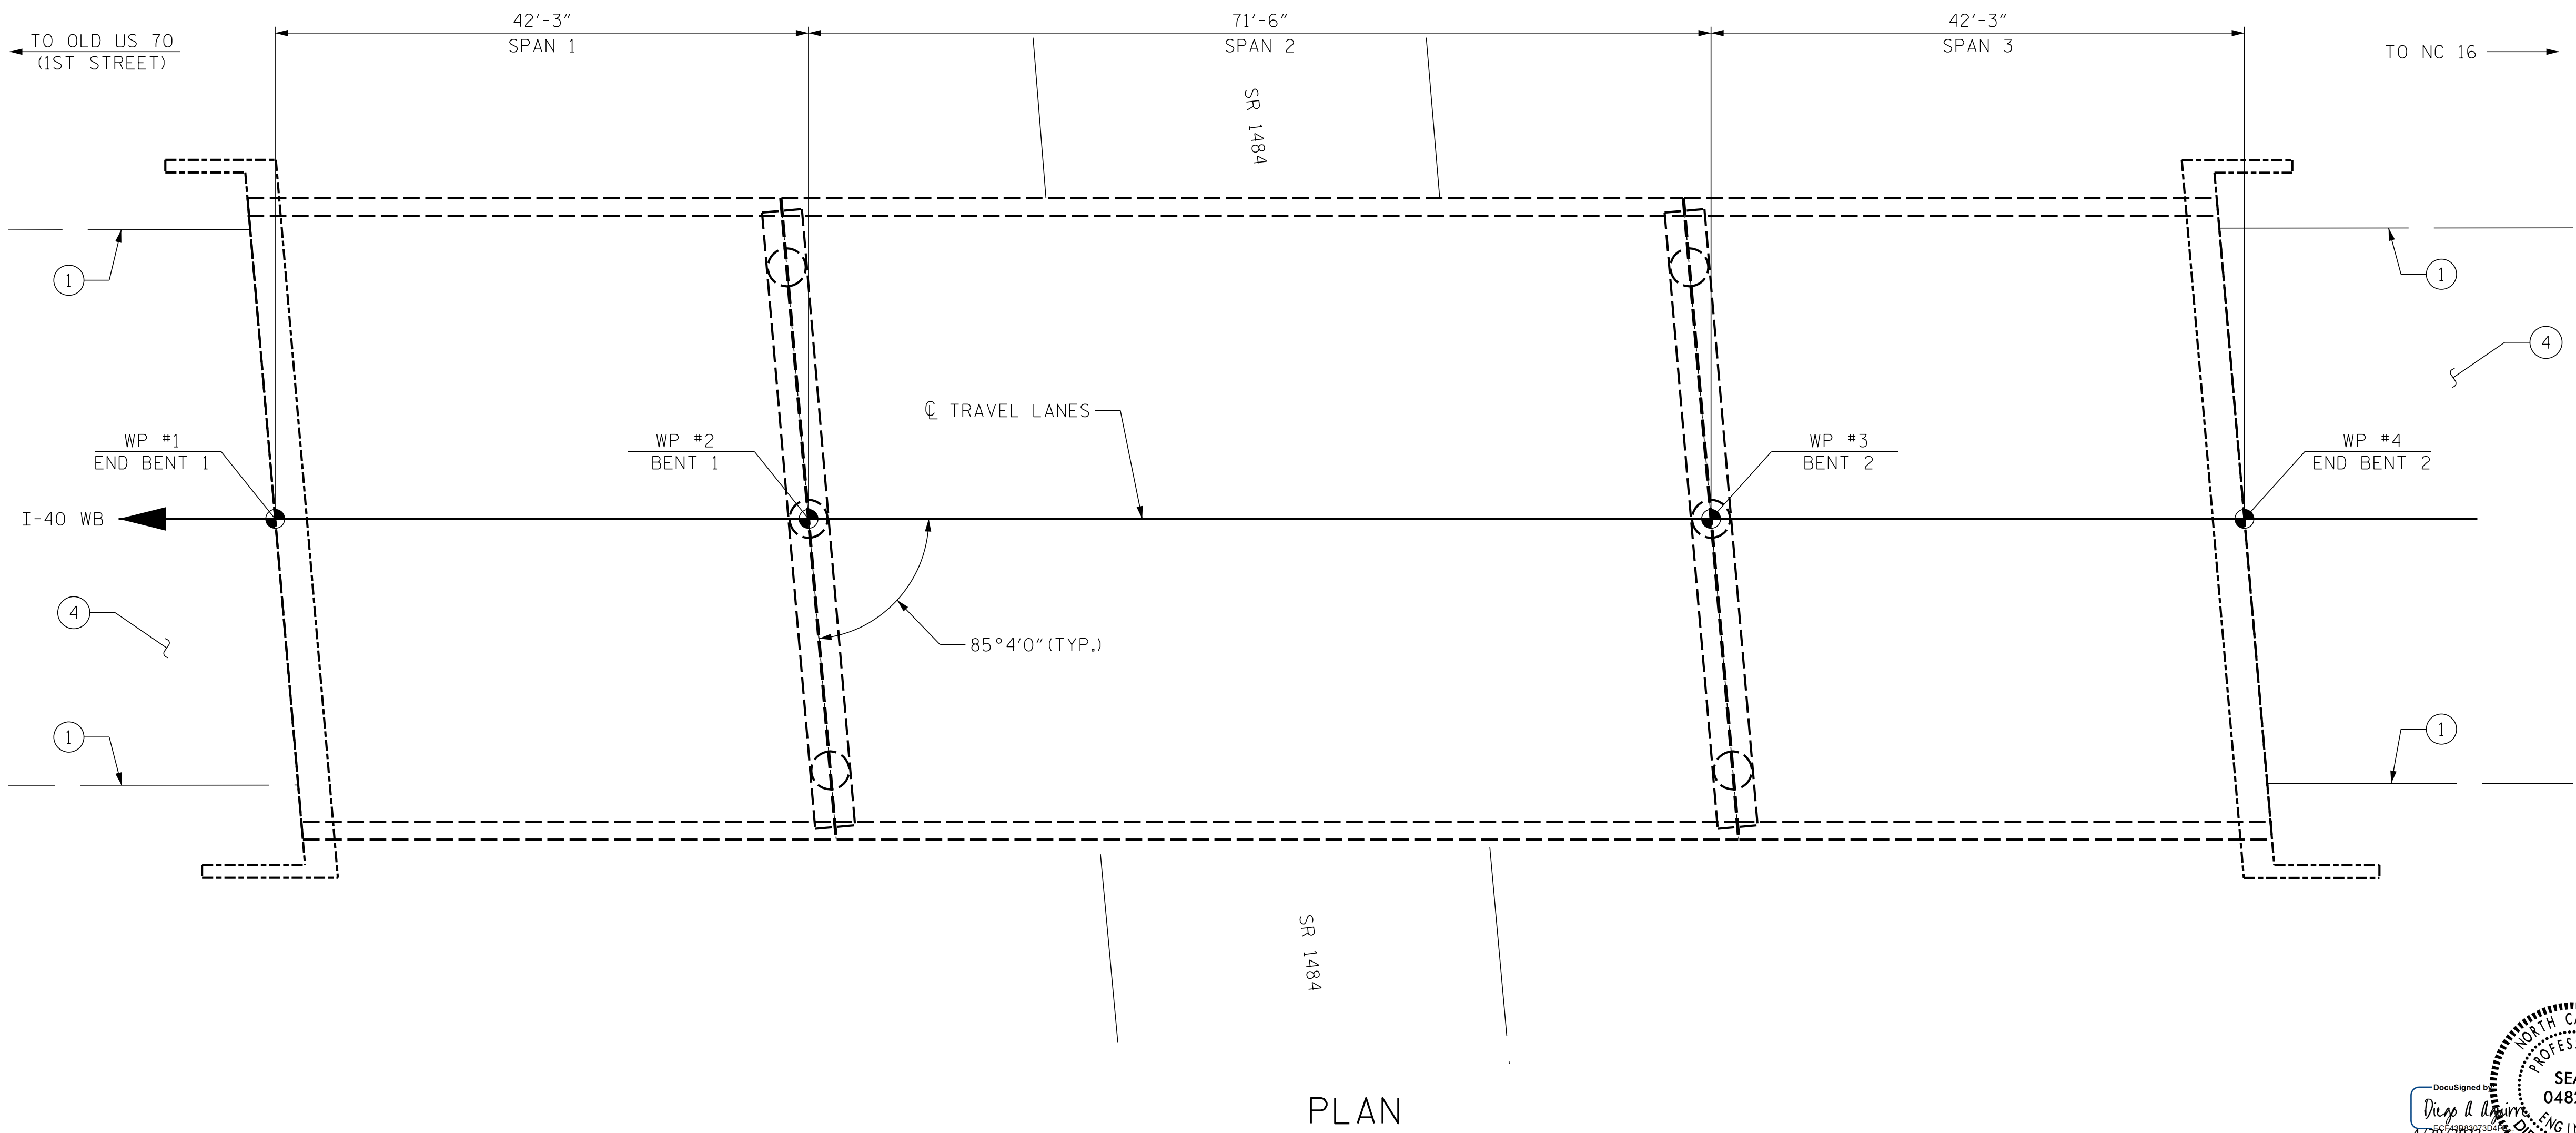 42'-3"
71'-6"
42'-3"
TO OLD US 70
(1ST STREET)
SPAN 1
SPAN 2
SPAN 3
TO NC 16
SR 1484
1
1
4
℄ TRAVEL LANES
WP #1
END BENT 1
WP #2
BENT 1
WP #3
BENT 2
WP #4
END BENT 2
I-40 WB
4
85°4'0"(TYP.)
1
1
SR 1484
PLAN
NORTH
SEA
DocuSigned by